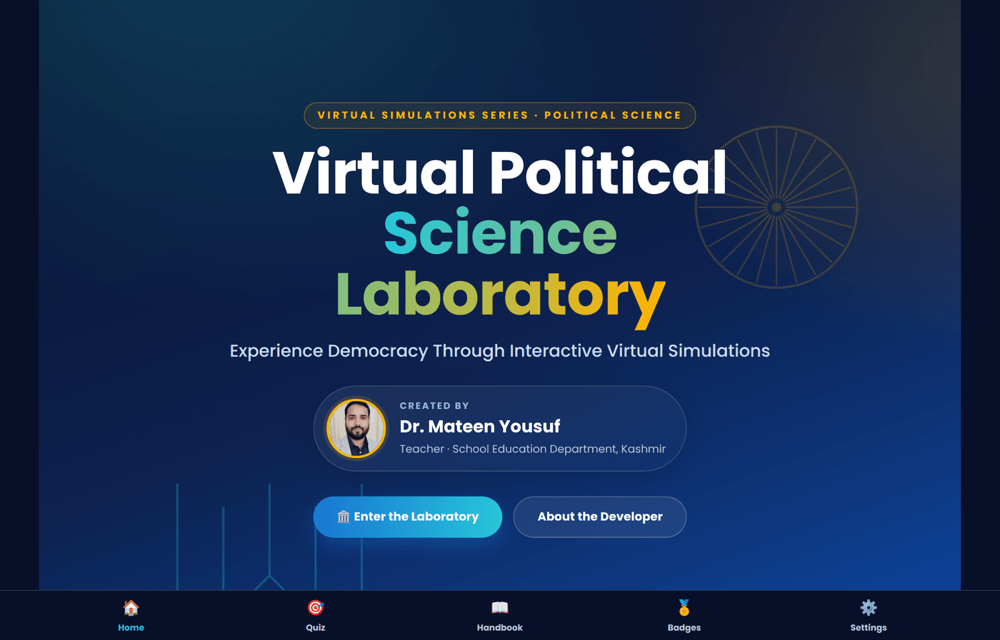 VIRTUAL SIMULATIONS SERIES · POLITICAL SCIENCE
Virtual Political
Science
Laboratory
Experience Democracy Through Interactive Virtual Simulations
CREATED BY
Dr. Mateen Yousuf
Teacher · School Education Department, Kashmir
🏛️ Enter the Laboratory
About the Developer
Home
Quiz
Handbook
Badges
Settings